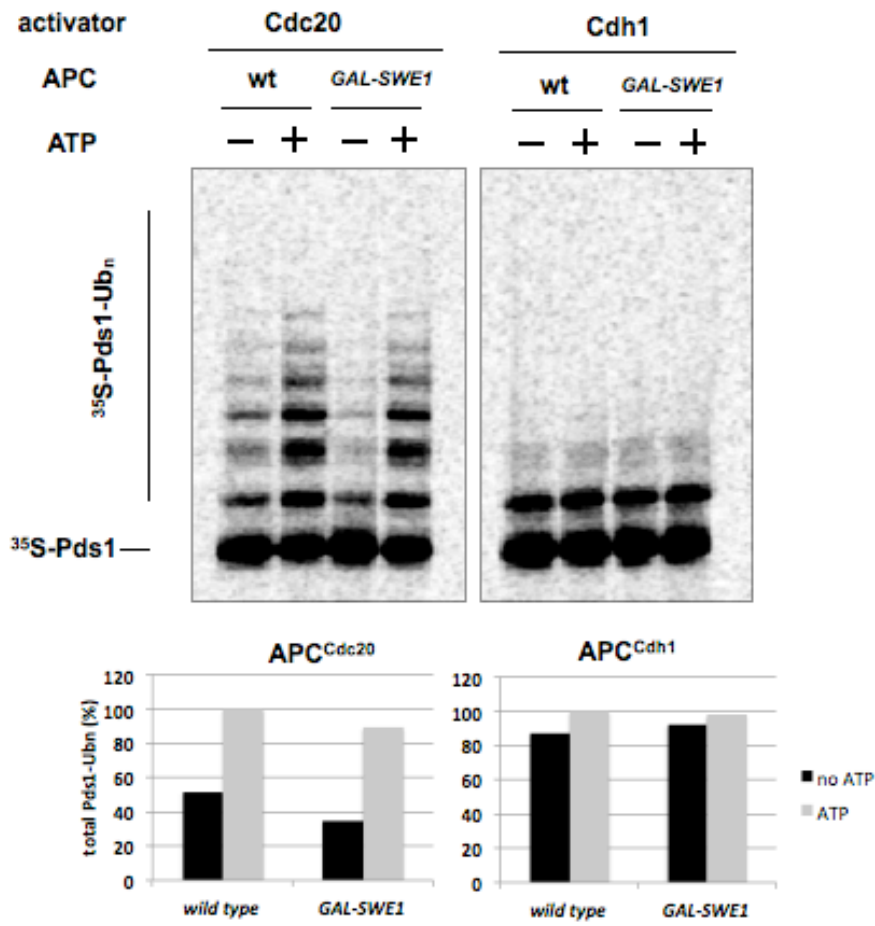 activator Cdc20 Cdh1
APC wt GAL-SWE1 wt GAL-SWE1
ATP − + − + − + − +
³⁵S-Pds1-Ubₙ
³⁵S-Pds1
APCᶜᵈᶜ²⁰ APCᶜᵈʰ¹
total Pds1-Ubn (%)
120
100
80
60
40
20
0
wild type GAL-SWE1
120
100
80
60
40
20
0
wild type GAL-SWE1
no ATP
ATP